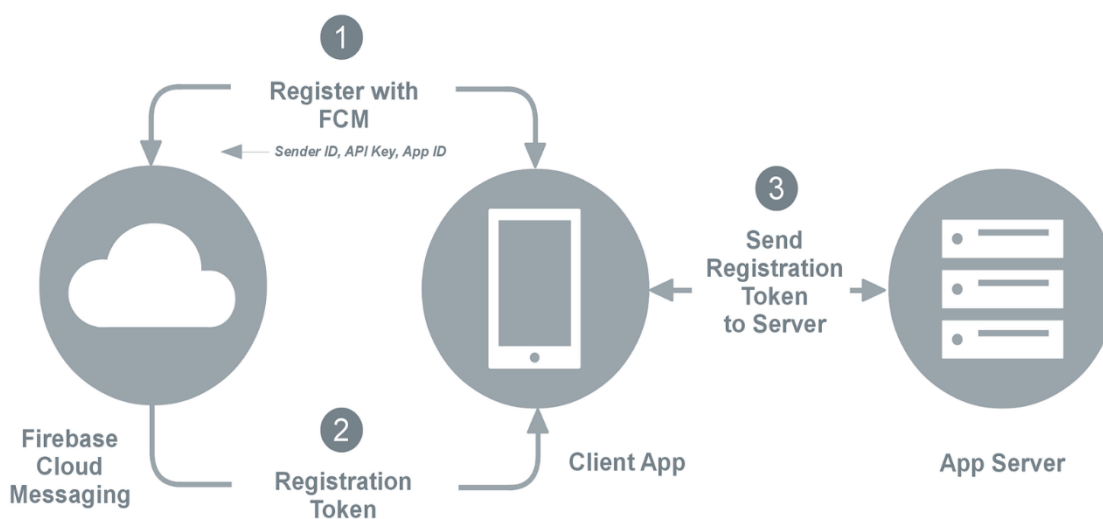 1
Register with
FCM
Sender ID, API Key, App ID
3
Send
Registration
Token
to Server
Firebase
Cloud
Messaging
2
Registration
Token
Client App
App Server